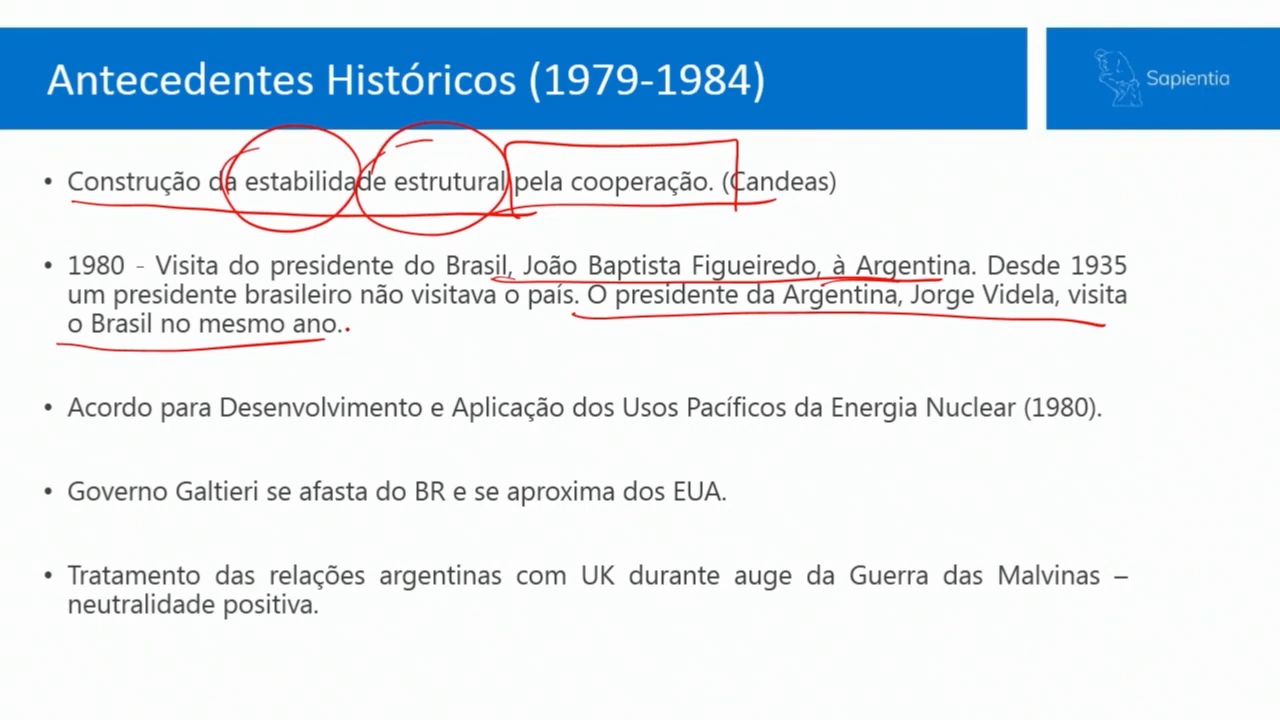 Antecedentes Históricos (1979-1984)
Sapientia
• Construção da estabilidade estrutural pela cooperação. (Candeas)
• 1980 - Visita do presidente do Brasil, João Baptista Figueiredo, à Argentina. Desde 1935
um presidente brasileiro não visitava o país. O presidente da Argentina, Jorge Videla, visita
o Brasil no mesmo ano.
• Acordo para Desenvolvimento e Aplicação dos Usos Pacíficos da Energia Nuclear (1980).
• Governo Galtieri se afasta do BR e se aproxima dos EUA.
• Tratamento das relações argentinas com UK durante auge da Guerra das Malvinas –
neutralidade positiva.